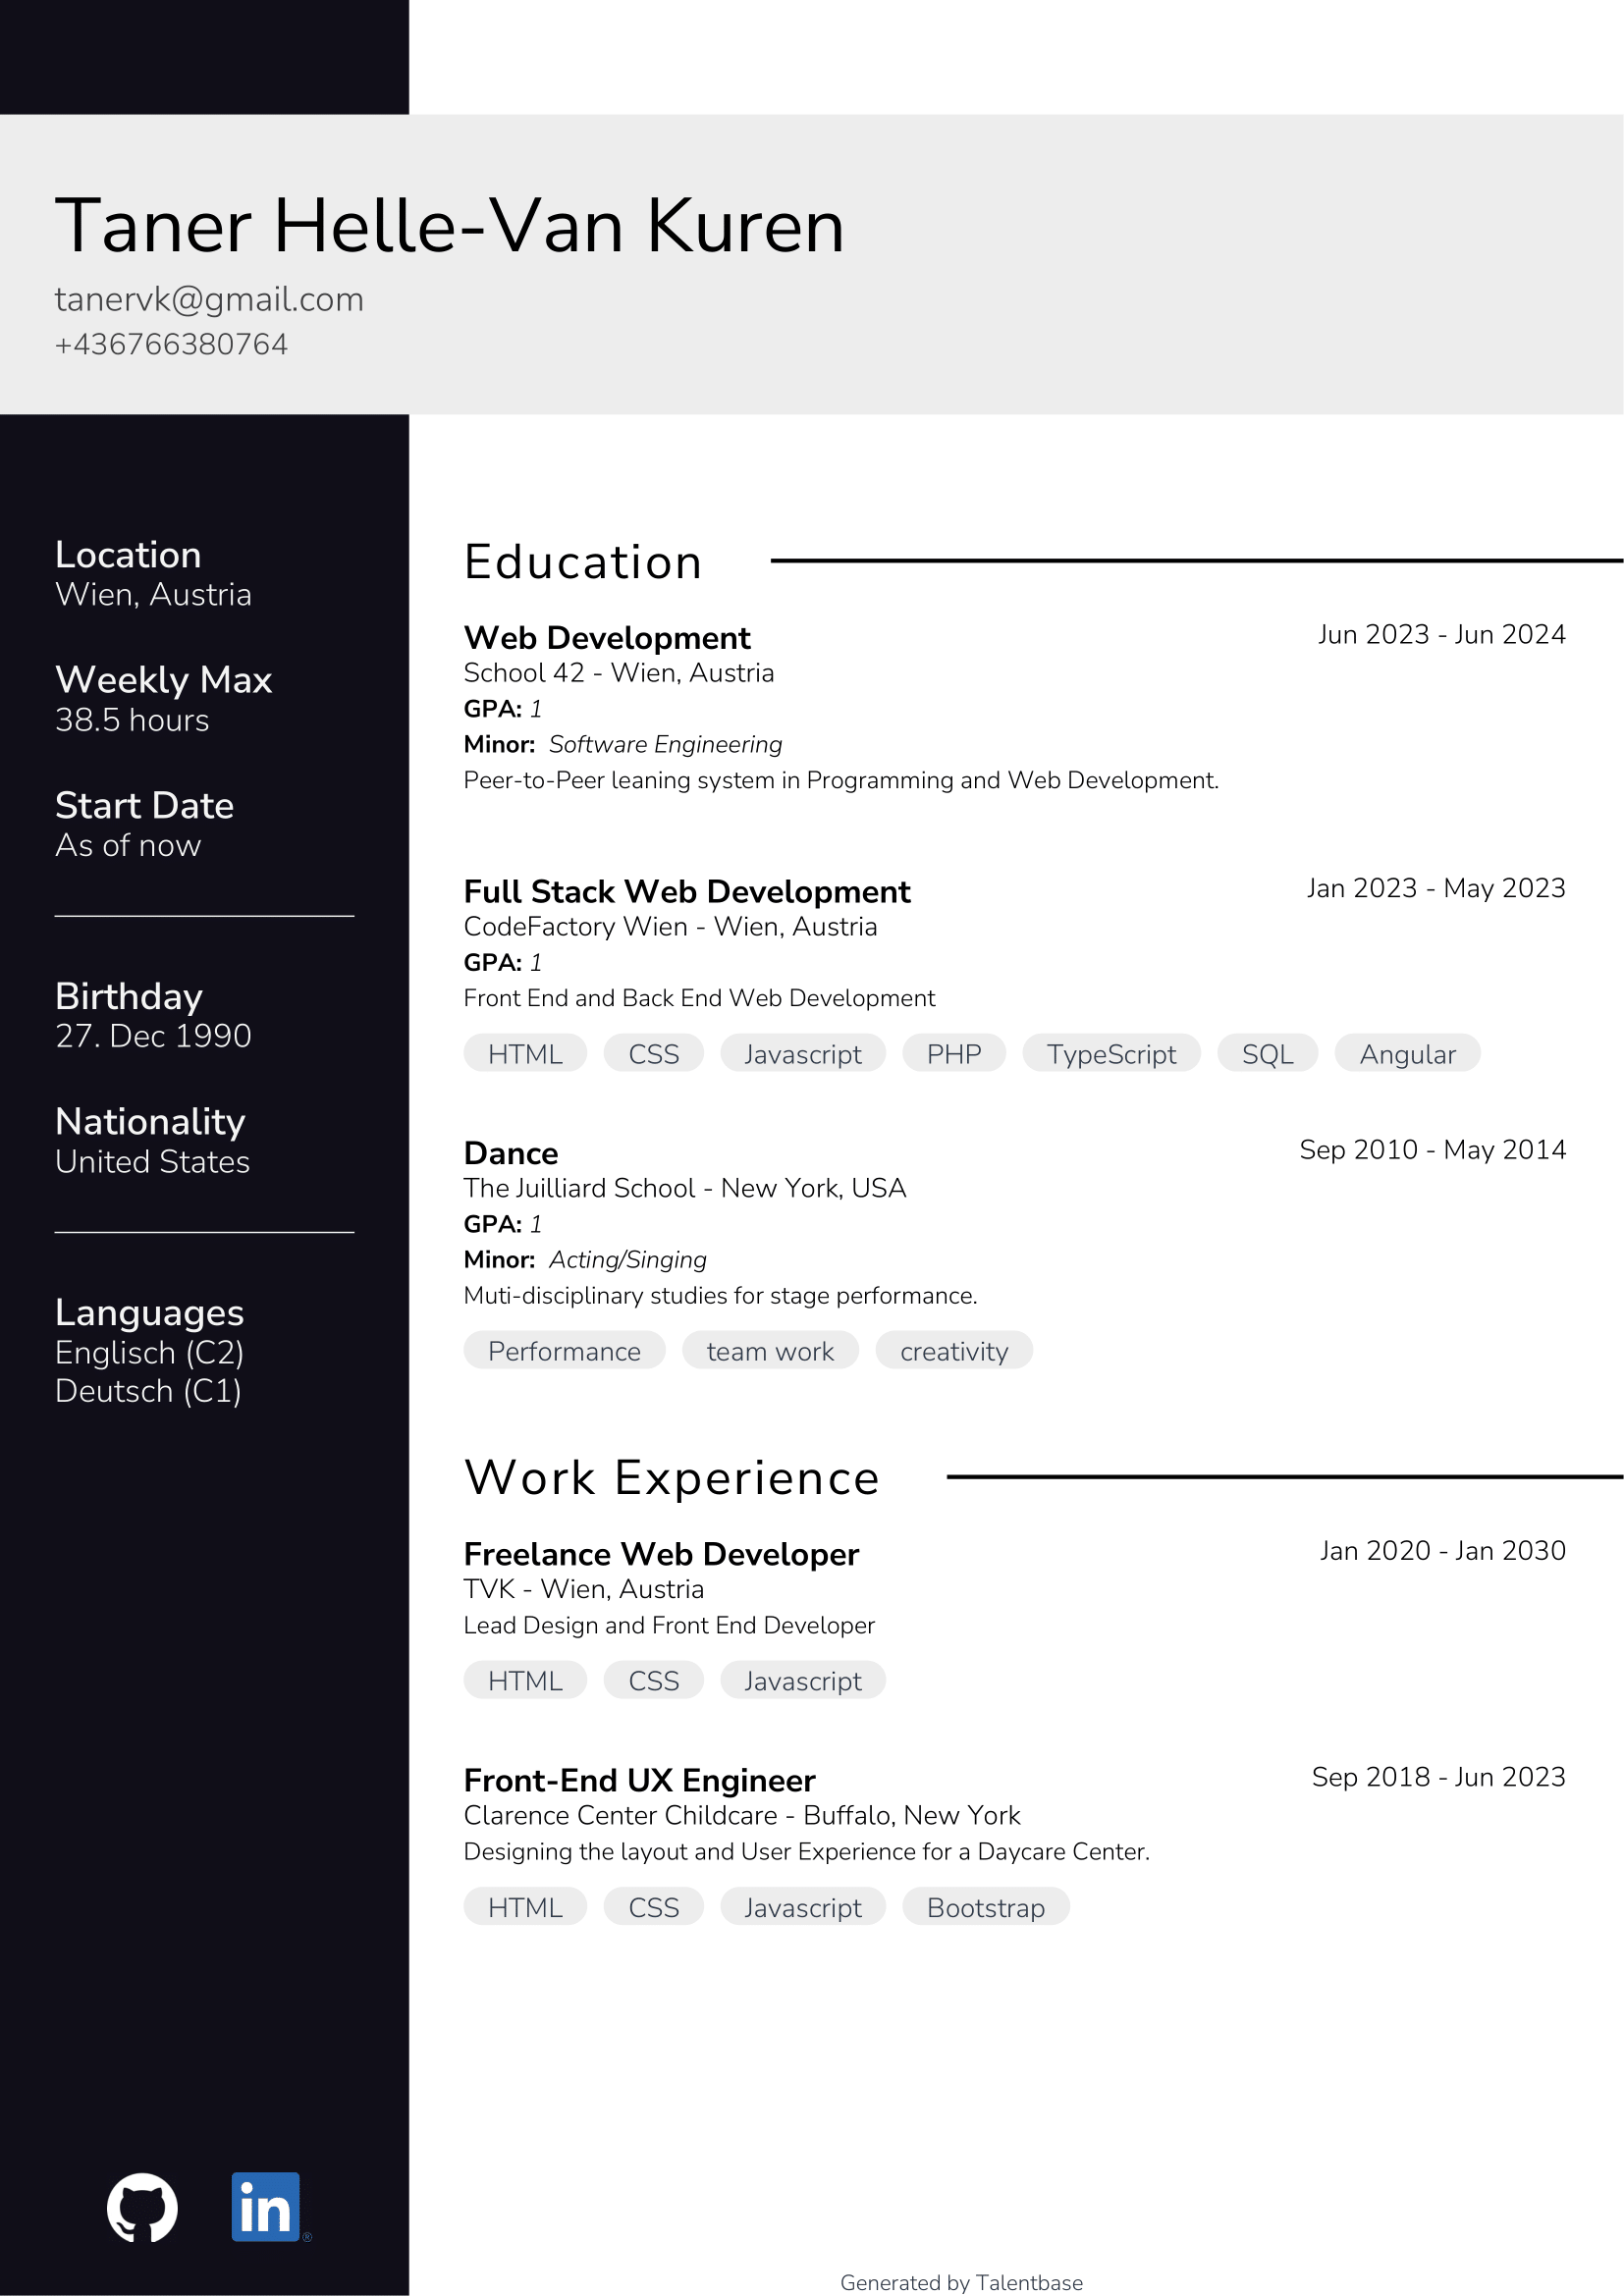 Taner Helle-Van Kuren
tanervk@gmail.com
+436766380764
Location
Wien, Austria
Weekly Max
38.5 hours
Start Date
As of now
Birthday
27. Dec 1990
Nationality
United States
Languages
Englisch (C2)
Deutsch (C1)
in ®
Education
Web Development Jun 2023 - Jun 2024
School 42 - Wien, Austria
GPA: 1
Minor: Software Engineering
Peer-to-Peer leaning system in Programming and Web Development.
Full Stack Web Development Jan 2023 - May 2023
CodeFactory Wien - Wien, Austria
GPA: 1
Front End and Back End Web Development
HTML CSS Javascript PHP TypeScript SQL Angular
Dance Sep 2010 - May 2014
The Juilliard School - New York, USA
GPA: 1
Minor: Acting/Singing
Muti-disciplinary studies for stage performance.
Performance team work creativity
Work Experience
Freelance Web Developer Jan 2020 - Jan 2030
TVK - Wien, Austria
Lead Design and Front End Developer
HTML CSS Javascript
Front-End UX Engineer Sep 2018 - Jun 2023
Clarence Center Childcare - Buffalo, New York
Designing the layout and User Experience for a Daycare Center.
HTML CSS Javascript Bootstrap
Generated by Talentbase